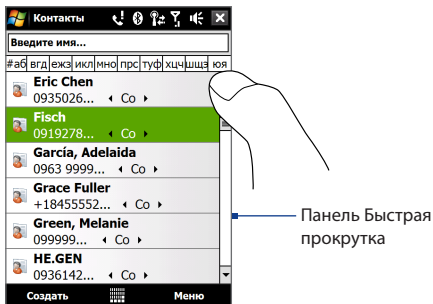 Контакты
Введите имя...
#аб вгд ежз икл мно прс туф хцч шщэ юя
Eric Chen
0935026... Co
Fisch
0919278... Co
García, Adelaida
0963 9999... Co
Grace Fuller
+18455552... Co
Green, Melanie
099999... Co
HE.GEN
0936142... Co
Панель Быстрая
прокрутка
Создать Меню